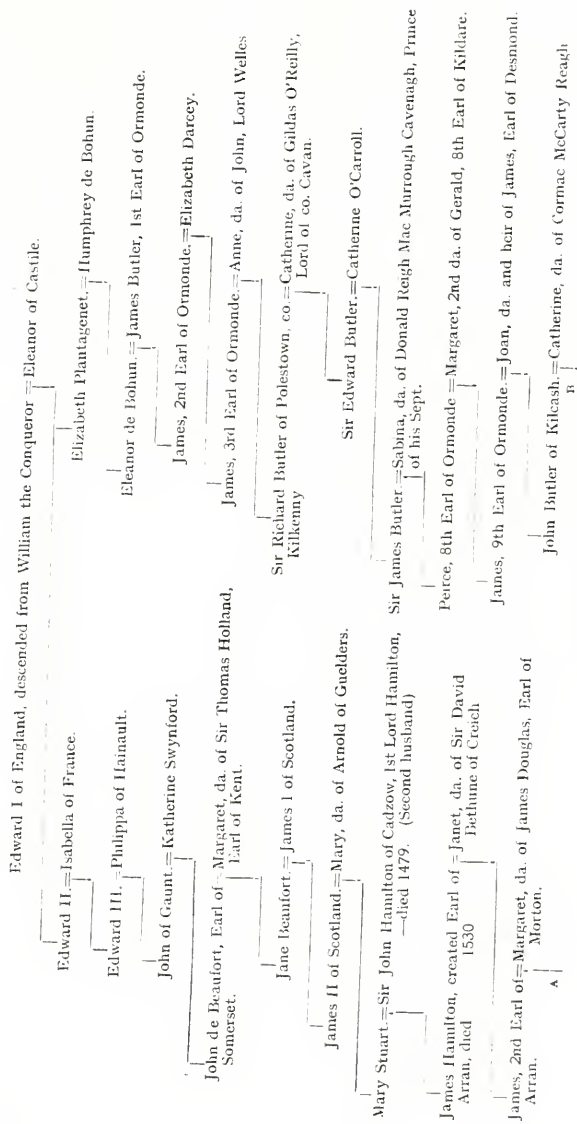 Edward I of England, descended from William the Conqueror = Eleanor of Castile.
Edward II. = Isabella of France.
Elizabeth Plantagenet. = Humphrey de Bohun.
Edward III. = Philippa of Hainault.
Eleanor de Bohun. = James Butler, 1st Earl of Ormonde.
John of Gaunt. = Katherine Swynford.
James, 2nd Earl of Ormonde. = Elizabeth Darcey.
John de Beaufort, Earl of = Margaret, da. of Sir Thomas Holland,
Somerset. Earl of Kent.
James, 3rd Earl of Ormonde = Anne, da. of John, Lord Welles
Jane Beaufort. = James I of Scotland.
Sir Richard Butler of Polestown, co. = Catherine, da. of Gildas O'Reilly,
Kilkenny Lord of co. Cavan.
James II of Scotland. = Mary, da. of Arnold of Guelders.
Sir Edward Butler. = Catherine O'Carroll.
Mary Stuart. = Sir John Hamilton of Cadzow, 1st Lord Hamilton,
—died 1479. (Second husband)
Sir James Butler. = Sabina, da. of Donald Reigh Mac Murrough Cavenagh, Prince
of his Sept.
James Hamilton, created Earl of = Janet, da. of Sir David
Arran, died 1530 Bethune of Creich
Peirce, 8th Earl of Ormonde = Margaret, 2nd da. of Gerald, 8th Earl of Kildare.
James, 9th Earl of Ormonde. = Joan, da. and heir of James, Earl of Desmond.
James, 2nd Earl of = Margaret, da. of James Douglas, Earl of
Arran. Morton.
A
John Butler of Kilcash. = Catherine, da. of Cormac McCarty Reagh
B